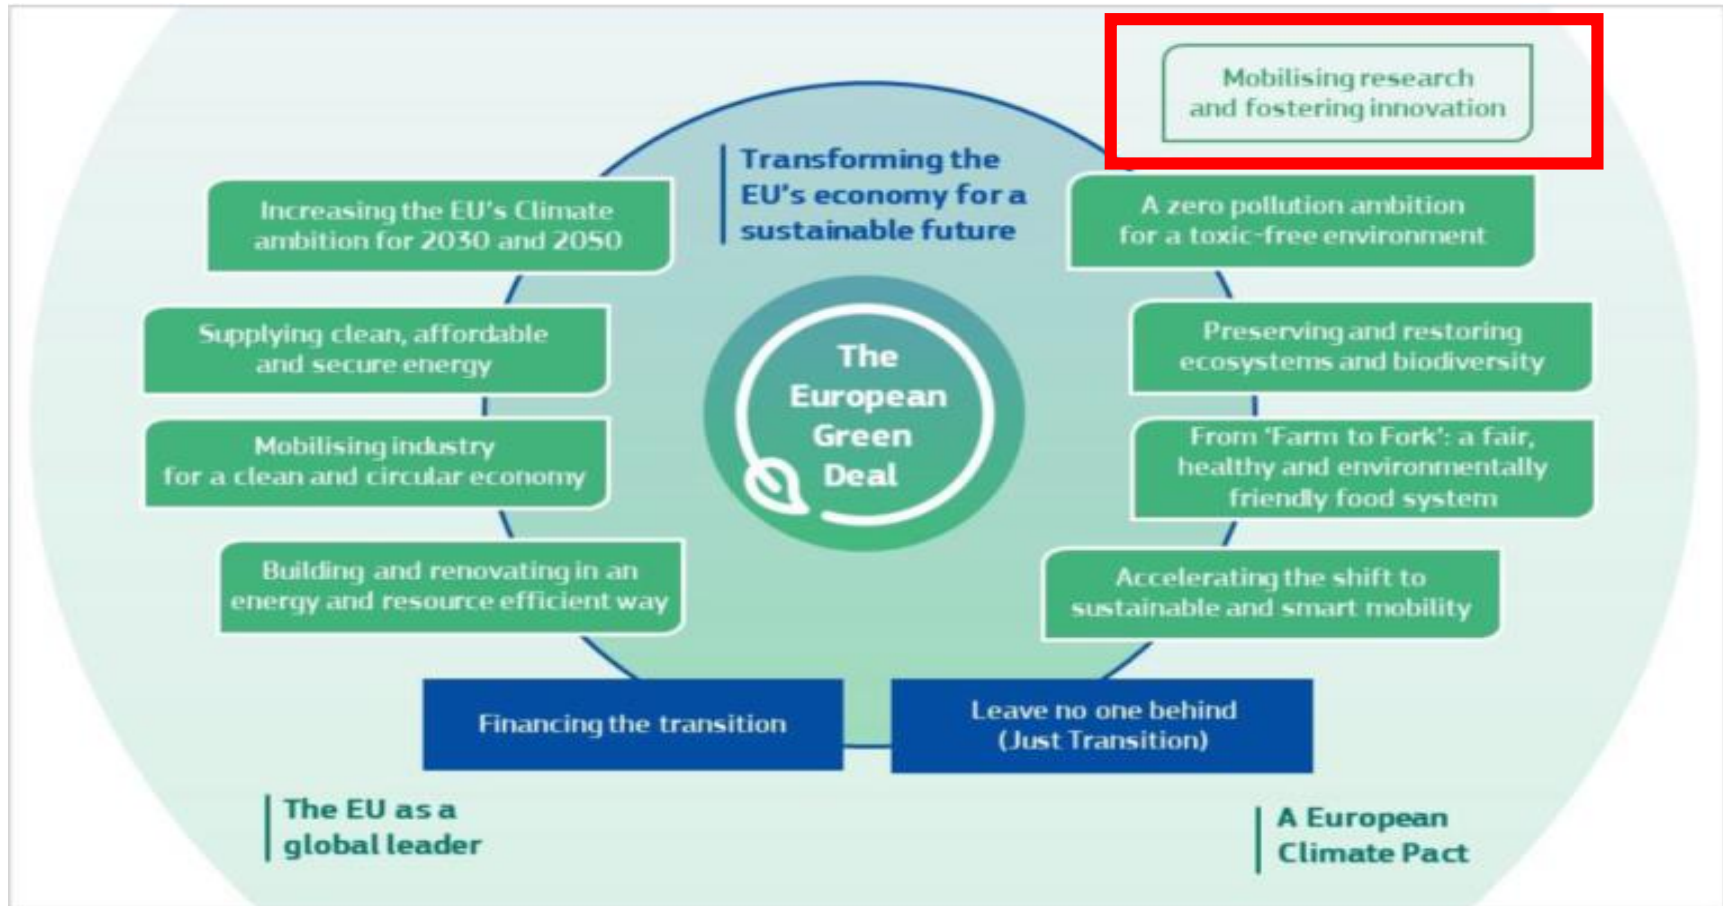 Mobilising research
and fostering innovation
Transforming the
EU's economy for a
sustainable future
Increasing the EU's Climate
ambition for 2030 and 2050
A zero pollution ambition
for a toxic-free environment
Supplying clean, affordable
and secure energy
Preserving and restoring
ecosystems and biodiversity
The
European
Green
Deal
Mobilising industry
for a clean and circular economy
From 'Farm to Fork': a fair,
healthy and environmentally
friendly food system
Building and renovating in an
energy and resource efficient way
Accelerating the shift to
sustainable and smart mobility
Financing the transition
Leave no one behind
(Just Transition)
The EU as a
global leader
A European
Climate Pact